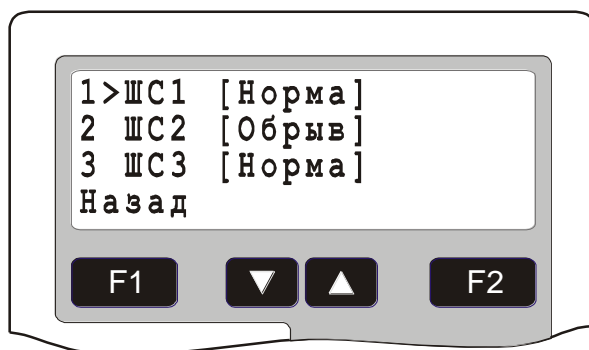 1>ШС1 [Норма]
2 ШС2 [Обрыв]
3 ШС3 [Норма]
Назад
F1 F2